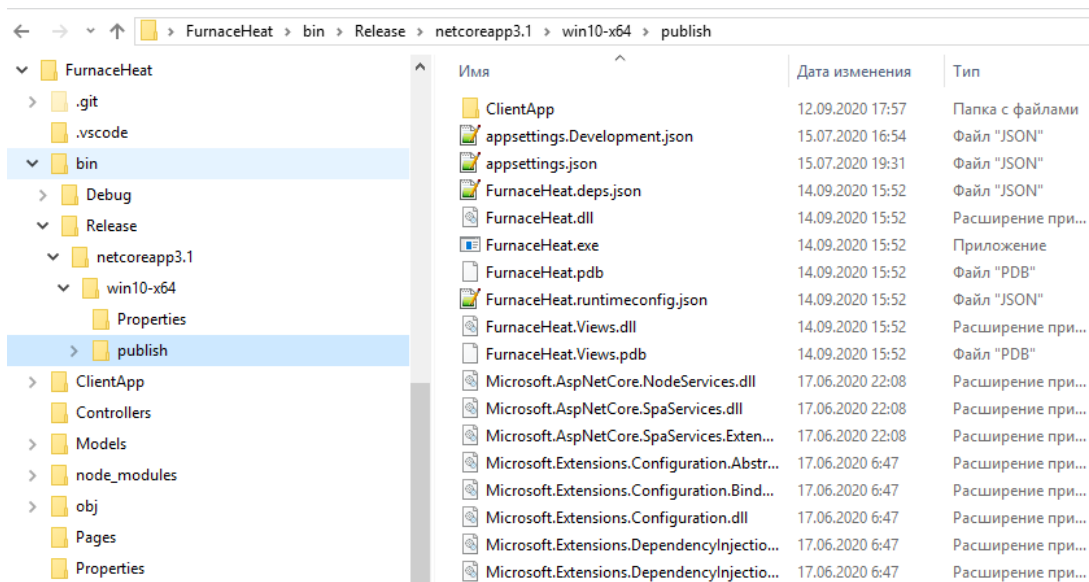 FurnaceHeat > bin > Release > netcoreapp3.1 > win10-x64 > publish
FurnaceHeat
.git
.vscode
bin
Debug
Release
netcoreapp3.1
win10-x64
Properties
publish
ClientApp
Controllers
Models
node_modules
obj
Pages
Properties
Имя Дата изменения Тип
ClientApp 12.09.2020 17:57 Папка с файлами
appsettings.Development.json 15.07.2020 16:54 Файл "JSON"
appsettings.json 15.07.2020 19:31 Файл "JSON"
FurnaceHeat.deps.json 14.09.2020 15:52 Файл "JSON"
FurnaceHeat.dll 14.09.2020 15:52 Расширение при...
FurnaceHeat.exe 14.09.2020 15:52 Приложение
FurnaceHeat.pdb 14.09.2020 15:52 Файл "PDB"
FurnaceHeat.runtimeconfig.json 14.09.2020 15:52 Файл "JSON"
FurnaceHeat.Views.dll 14.09.2020 15:52 Расширение при...
FurnaceHeat.Views.pdb 14.09.2020 15:52 Файл "PDB"
Microsoft.AspNetCore.NodeServices.dll 17.06.2020 22:08 Расширение при...
Microsoft.AspNetCore.SpaServices.dll 17.06.2020 22:08 Расширение при...
Microsoft.AspNetCore.SpaServices.Exten... 17.06.2020 22:08 Расширение при...
Microsoft.Extensions.Configuration.Abstr... 17.06.2020 6:47 Расширение при...
Microsoft.Extensions.Configuration.Bind... 17.06.2020 6:47 Расширение при...
Microsoft.Extensions.Configuration.dll 17.06.2020 6:47 Расширение при...
Microsoft.Extensions.DependencyInjectio... 17.06.2020 6:47 Расширение при...
Microsoft.Extensions.DependencyInjectio... 17.06.2020 6:47 Расширение при...